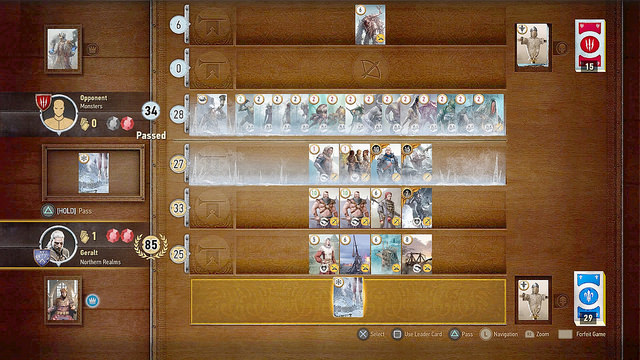 6
6
15
0
Opponent
Monsters
0
34
28
Passed
27
[HOLD] Pass
33
1
85
Geralt
Northern Realms
25
29
Select
Use Leader Card
Pass
L Navigation
Zoom
Forfeit Game